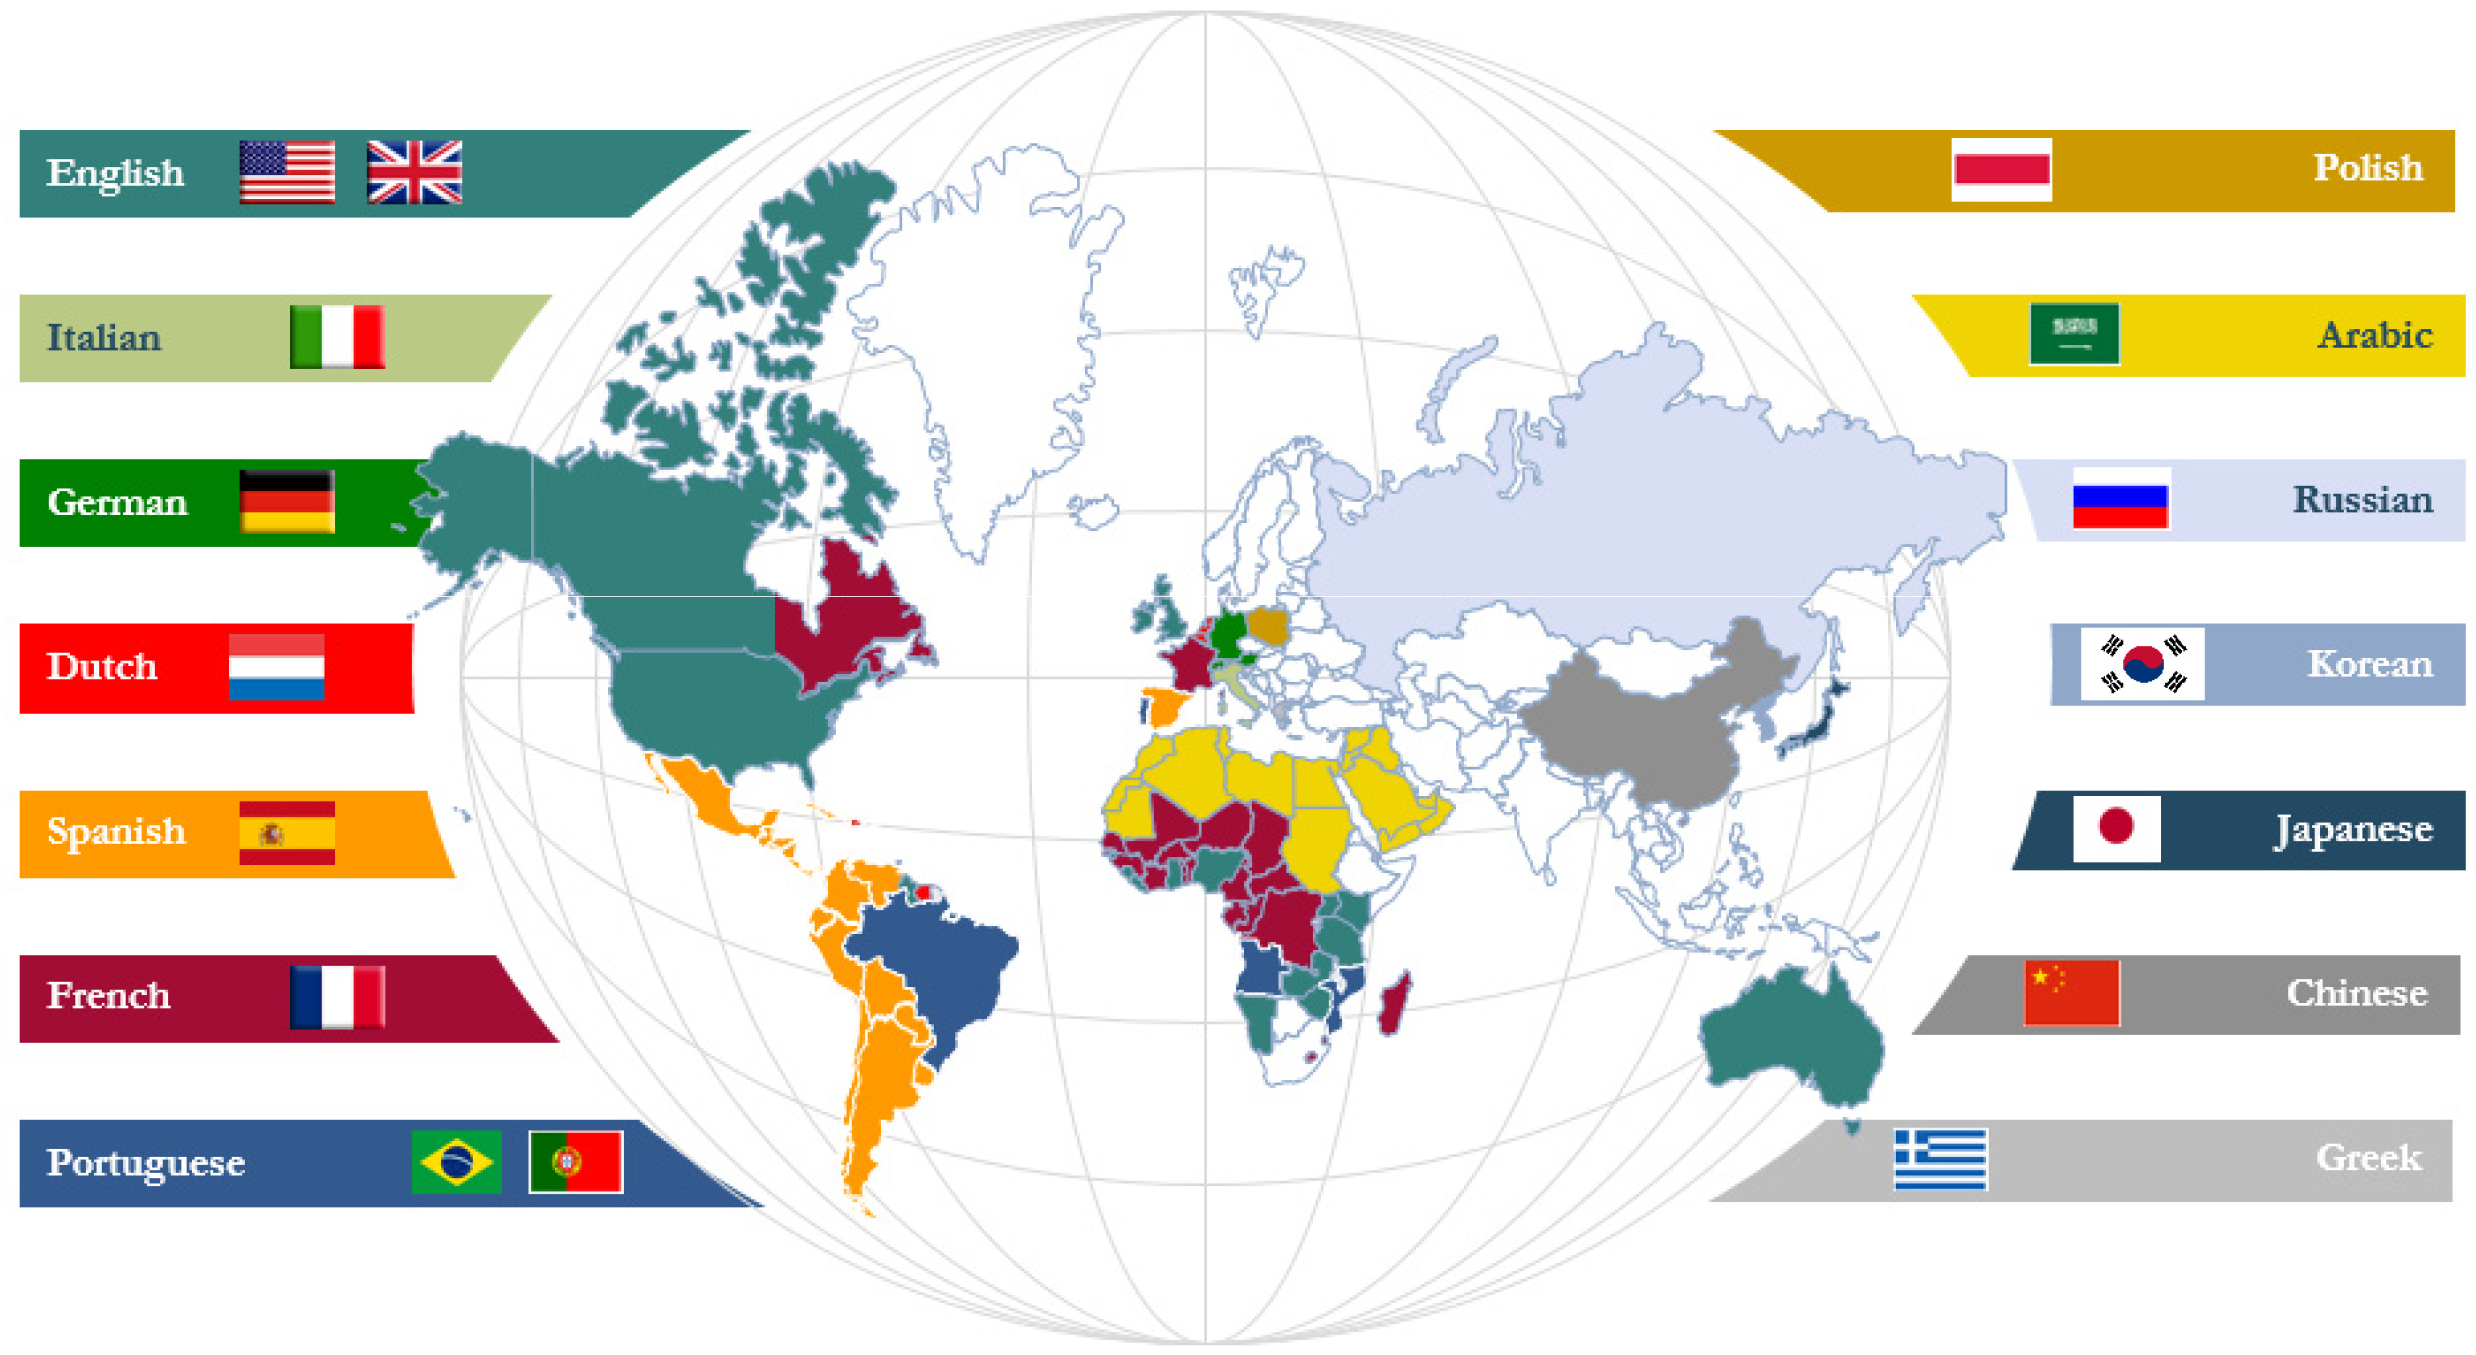 English
Italian
German
Dutch
Spanish
French
Portuguese
Polish
Arabic
Russian
Korean
Japanese
Chinese
Greek